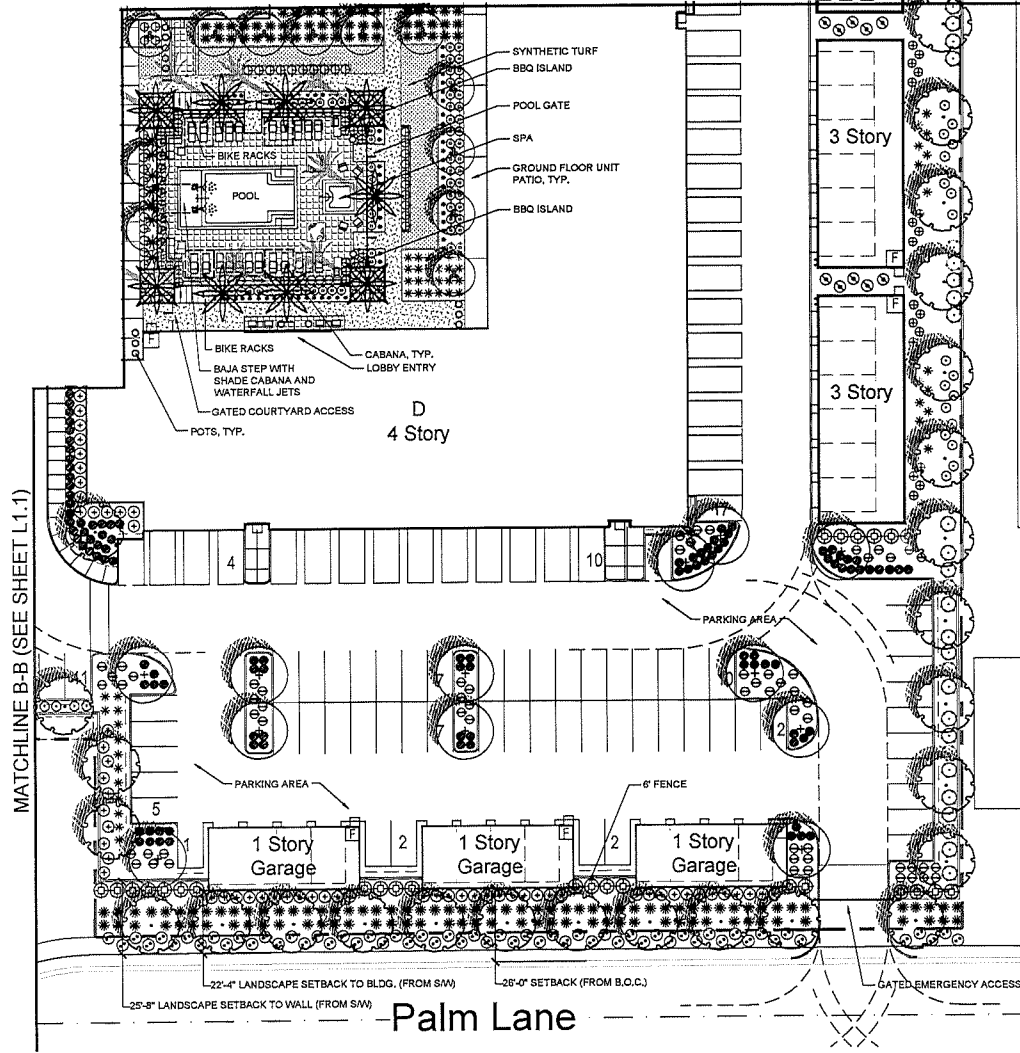 SYNTHETIC TURF
BBQ ISLAND
POOL GATE
SPA
GROUND FLOOR UNIT
PATIO, TYP.
BBQ ISLAND
BIKE RACKS
POOL
F
BIKE RACKS
BAJA STEP WITH
SHADE CABANA AND
WATERFALL JETS
GATED COURTYARD ACCESS
POTS, TYP.
CABANA, TYP.
LOBBY ENTRY
D
4 Story
3 Story
F
F
3 Story
MATCHLINE B-B (SEE SHEET L1.1)
4
10
17
PARKING AREA
7
7
2
PARKING AREA
6' FENCE
5
1
1 Story
Garage
F
2
1 Story
Garage
F
2
1 Story
Garage
22'-4" LANDSCAPE SETBACK TO BLDG. (FROM S/W)
25'-8" LANDSCAPE SETBACK TO WALL (FROM S/W)
26'-0" SETBACK (FROM B.O.C.)
GATED EMERGENCY ACCESS
Palm Lane